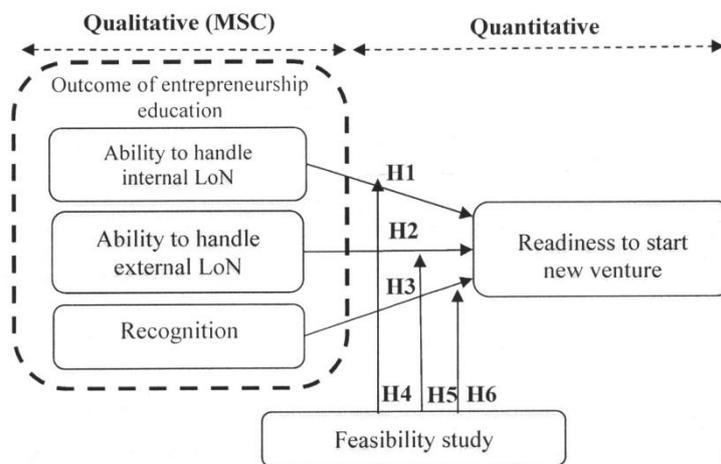 Qualitative (MSC)
Quantitative
Outcome of entrepreneurship
education
Ability to handle
internal LoN
H1
Ability to handle
external LoN
H2
Readiness to start
new venture
H3
Recognition
H4
H5
H6
Feasibility study